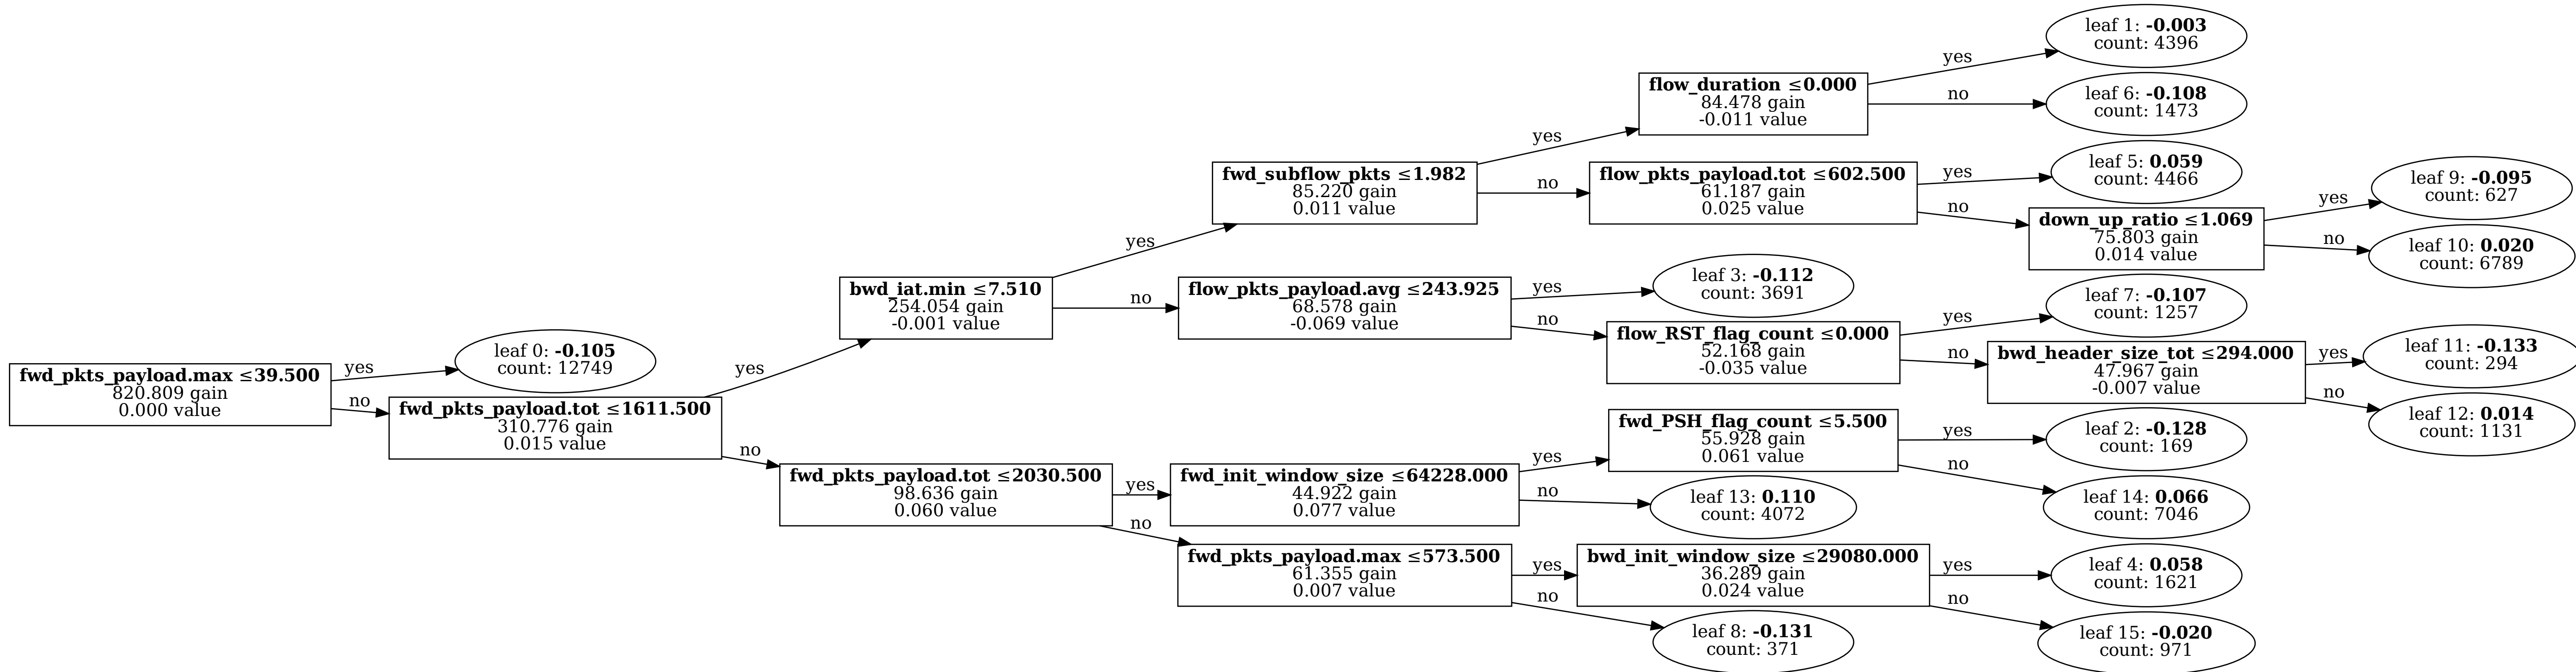 fwd_pkts_payload.max ≤39.500
820.809 gain
0.000 value
yes
no
leaf 0: -0.105
count: 12749
fwd_pkts_payload.tot ≤1611.500
310.776 gain
0.015 value
yes
no
bwd_iat.min ≤7.510
254.054 gain
-0.001 value
yes
no
fwd_subflow_pkts ≤1.982
85.220 gain
0.011 value
yes
no
flow_duration ≤0.000
84.478 gain
-0.011 value
yes
no
leaf 1: -0.003
count: 4396
leaf 6: -0.108
count: 1473
flow_pkts_payload.tot ≤602.500
61.187 gain
0.025 value
yes
no
leaf 5: 0.059
count: 4466
down_up_ratio ≤1.069
75.803 gain
0.014 value
yes
no
leaf 9: -0.095
count: 627
leaf 10: 0.020
count: 6789
flow_pkts_payload.avg ≤243.925
68.578 gain
-0.069 value
yes
no
leaf 3: -0.112
count: 3691
flow_RST_flag_count ≤0.000
52.168 gain
-0.035 value
yes
no
leaf 7: -0.107
count: 1257
bwd_header_size_tot ≤294.000
47.967 gain
-0.007 value
yes
no
leaf 11: -0.133
count: 294
leaf 12: 0.014
count: 1131
fwd_pkts_payload.tot ≤2030.500
98.636 gain
0.060 value
yes
no
fwd_init_window_size ≤64228.000
44.922 gain
0.077 value
yes
no
fwd_PSH_flag_count ≤5.500
55.928 gain
0.061 value
yes
no
leaf 2: -0.128
count: 169
leaf 14: 0.066
count: 7046
leaf 13: 0.110
count: 4072
fwd_pkts_payload.max ≤573.500
61.355 gain
0.007 value
yes
no
bwd_init_window_size ≤29080.000
36.289 gain
0.024 value
yes
no
leaf 4: 0.058
count: 1621
leaf 15: -0.020
count: 971
leaf 8: -0.131
count: 371